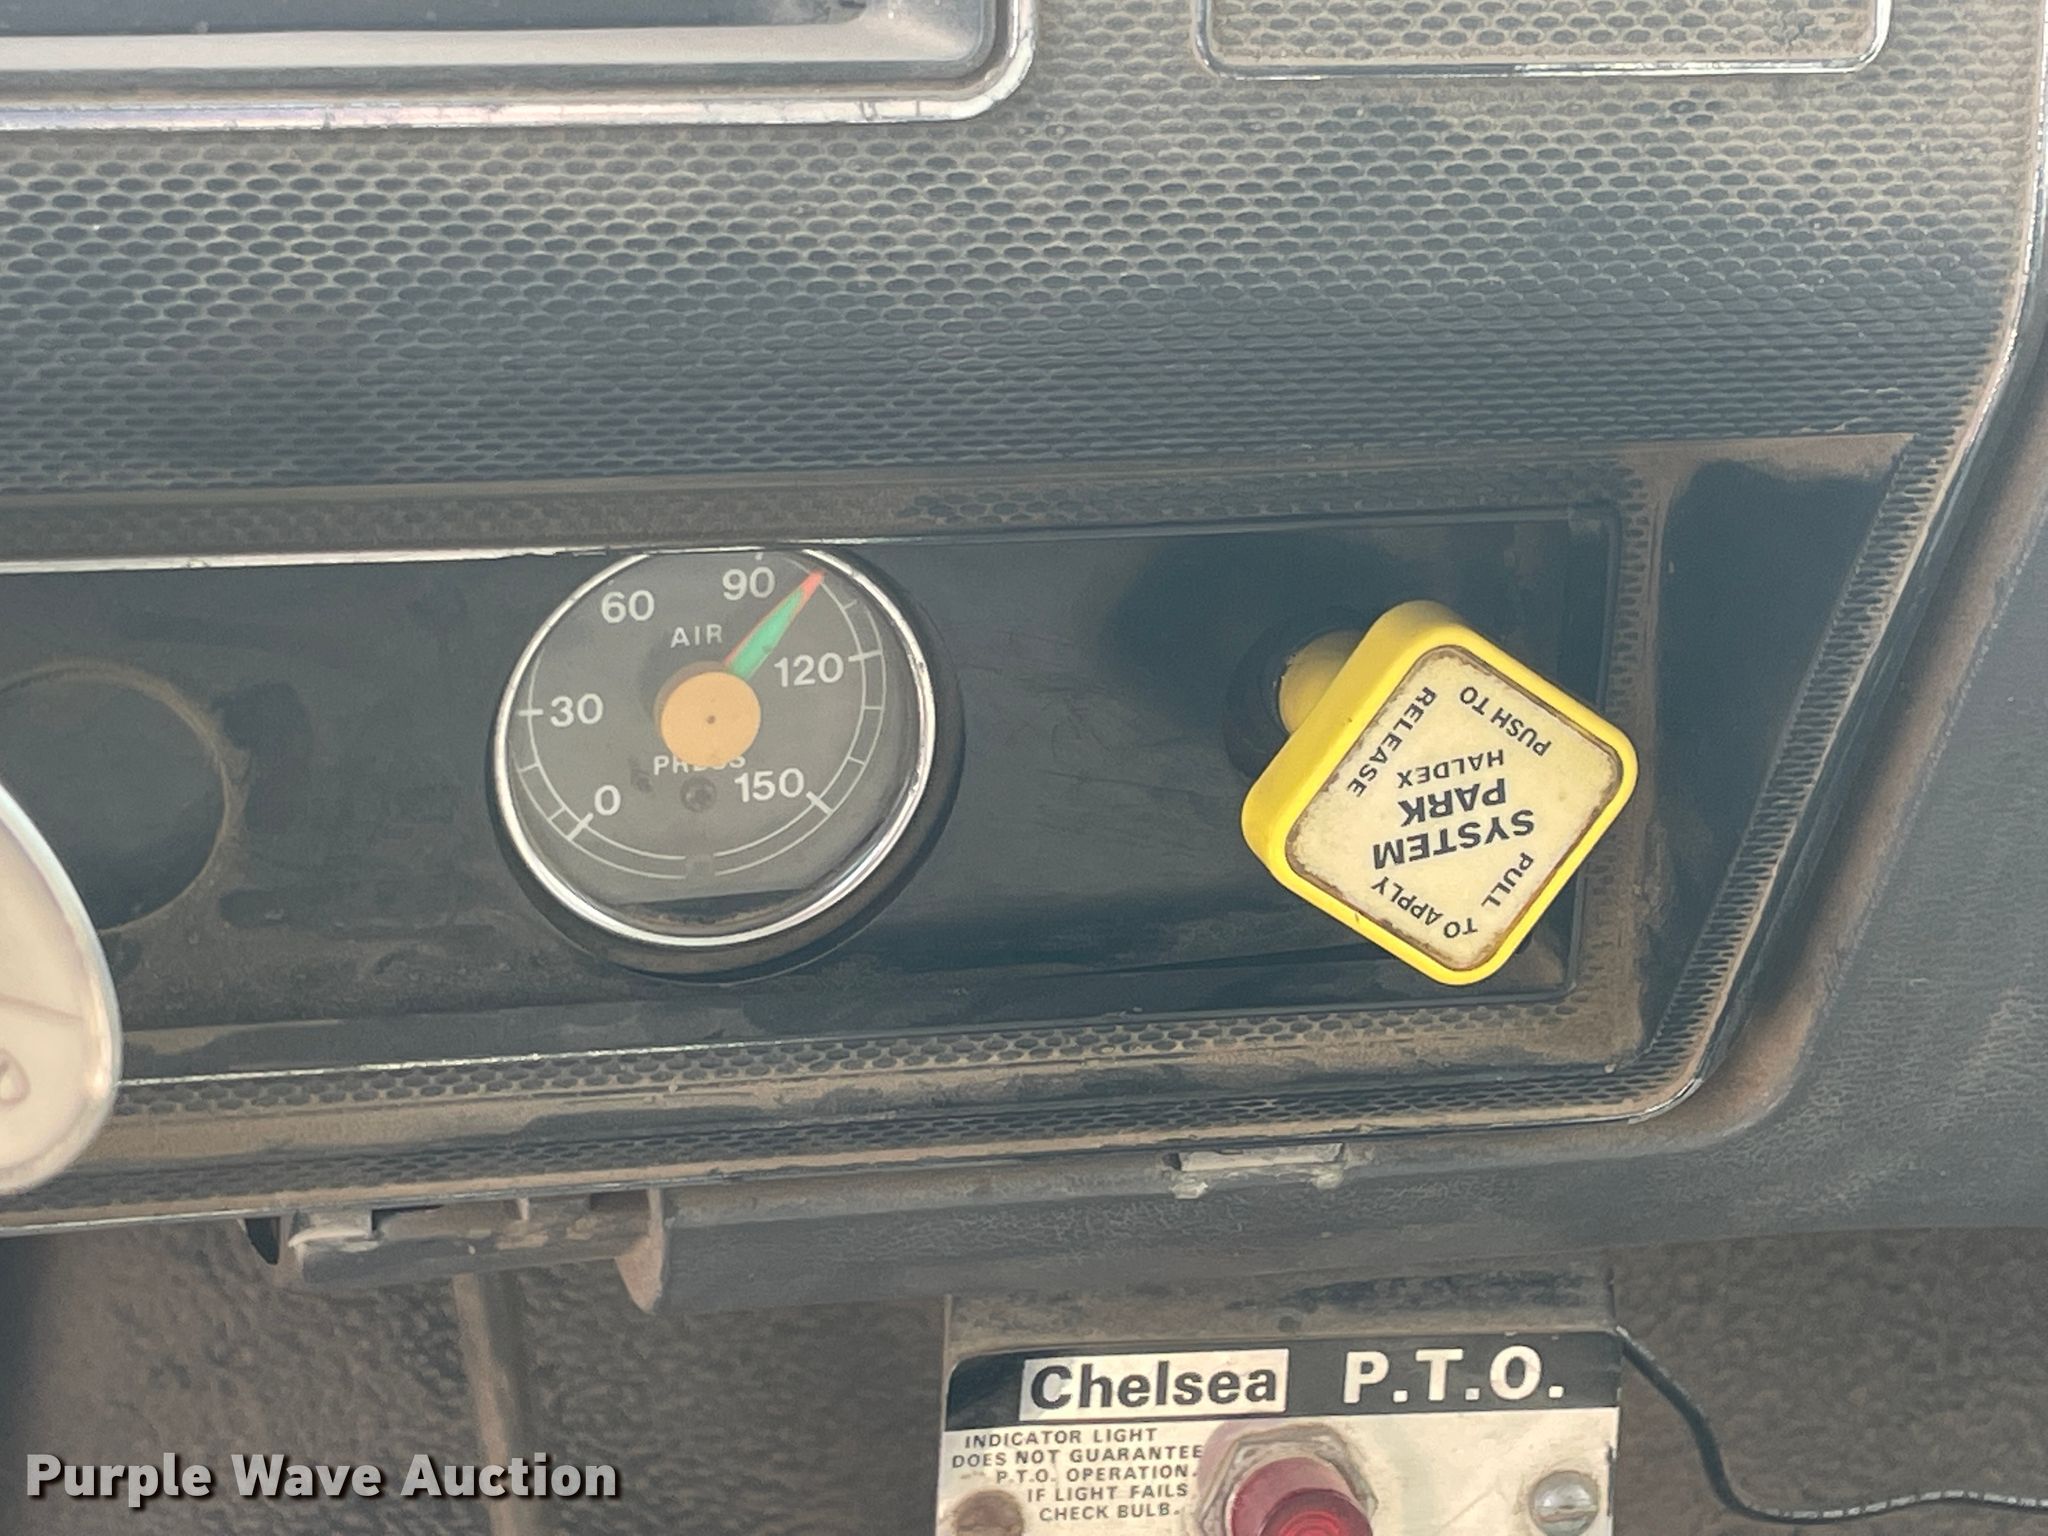 60
90
AIR
30
120
PRESS
0
150
PUSH TO
RELEASE
HALDEX
PARK
SYSTEM
PULL TO APPLY
Chelsea P.T.O.
INDICATOR LIGHT
DOES NOT GUARANTEE
P.T.O. OPERATION.
IF LIGHT FAILS
CHECK BULB.
Purple Wave Auction